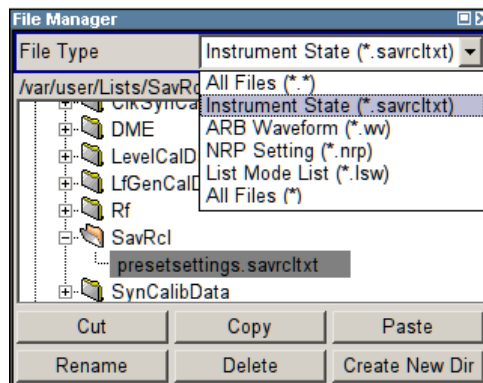 File Manager
File Type Instrument State (*.savrcltxt)
/var/user/Lists/SavRc
All Files (*.*)
Instrument State (*.savrcltxt)
ARB Waveform (*.wv)
NRP Setting (*.nrp)
List Mode List (*.lsw)
All Files (*)
ClkSynCa
DME
LevelCalD
LfGenCalD
Rf
SavRcl
presetsettings.savrcltxt
SynCalibData
Cut Copy Paste
Rename Delete Create New Dir